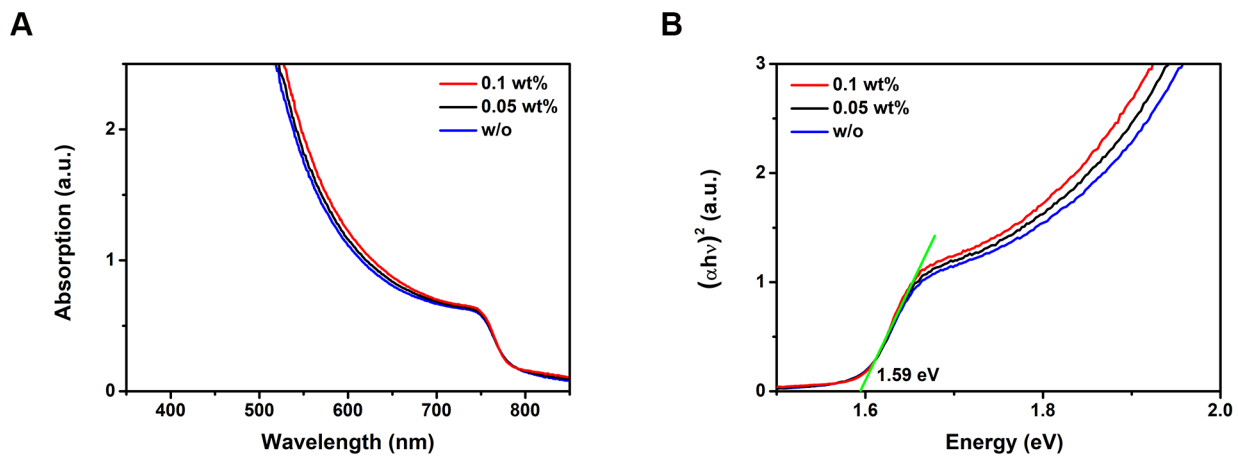 A
0.1 wt%
0.05 wt%
w/o
2
1
0
400
500
600
700
800
Absorption (a.u.)
Wavelength (nm)
B
0.1 wt%
0.05 wt%
w/o
3
2
1
0
1.59 eV
1.6
1.8
2.0
(αhν)² (a.u.)
Energy (eV)